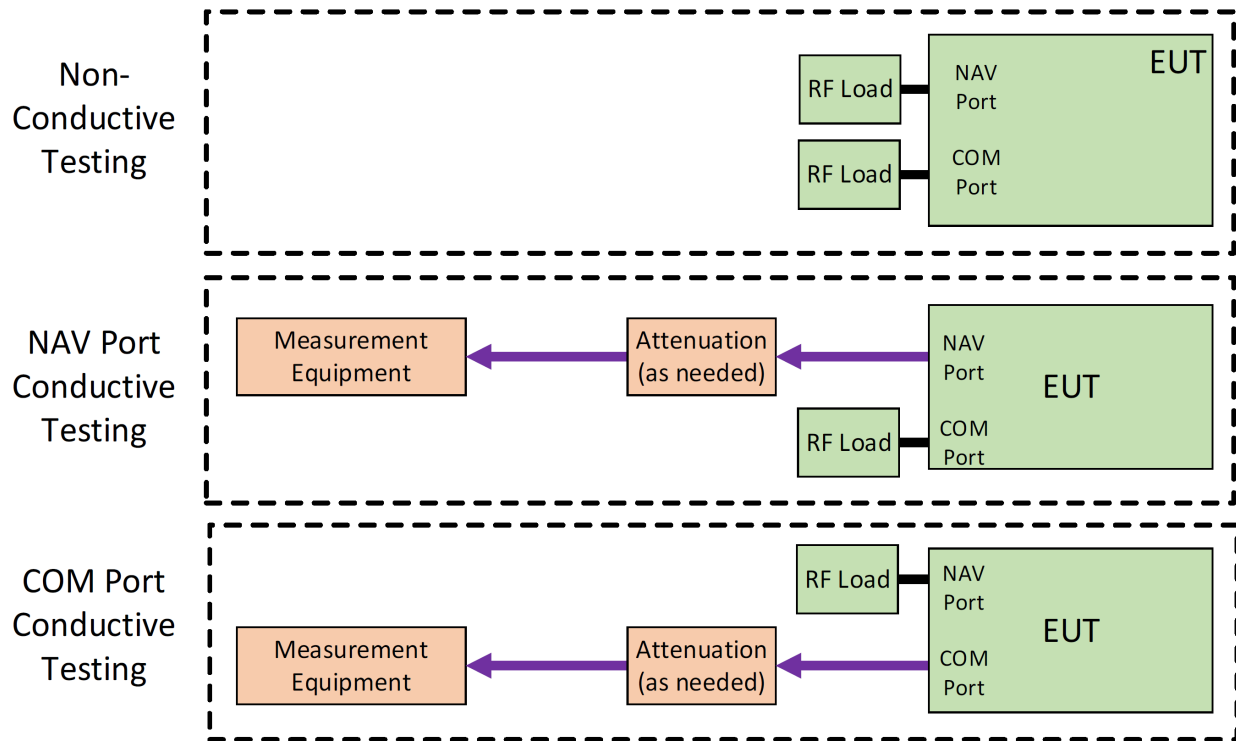 Non-
Conductive
Testing
RF Load
NAV
Port
EUT
RF Load
COM
Port
NAV Port
Conductive
Testing
Measurement
Equipment
Attenuation
(as needed)
NAV
Port
EUT
RF Load
COM
Port
COM Port
Conductive
Testing
RF Load
NAV
Port
EUT
Measurement
Equipment
Attenuation
(as needed)
COM
Port